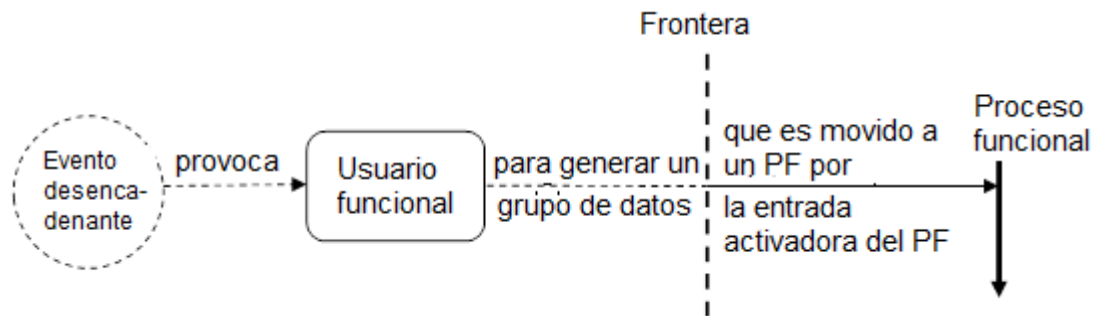 Frontera
Evento
desenca-
denante
provoca
Usuario
funcional
para generar un
grupo de datos
que es movido a
un PF por
la entrada
activadora del PF
Proceso
funcional